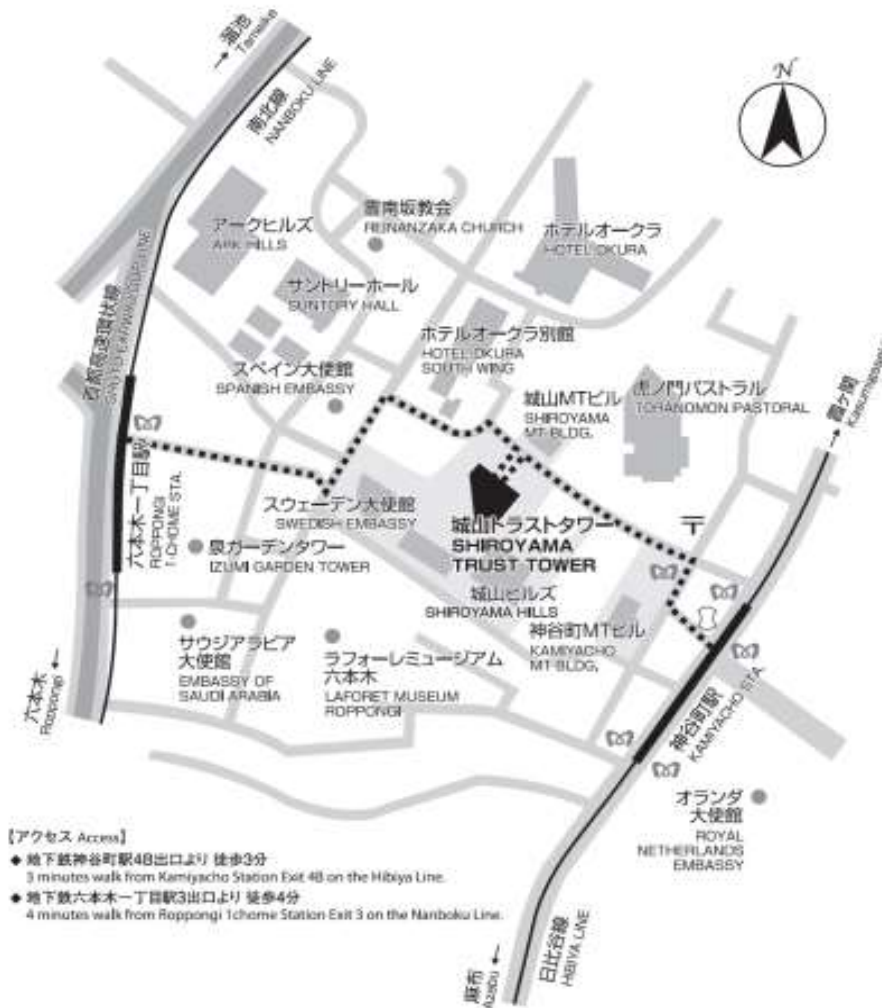 → 溜池
Tameike
南北線
NANBOKU LINE
N
アークヒルズ
ARK HILLS
霊南坂教会
REINANZAKA CHURCH
ホテルオークラ
HOTEL OKURA
サントリーホール
SUNTORY HALL
首都高速環状線
SHUTO EXPWAY LOOP LINE
ホテルオークラ別館
HOTEL OKURA
SOUTH WING
スペイン大使館
SPANISH EMBASSY
城山MTビル
SHIROYAMA
MT-BLDG.
虎ノ門パストラル
TORANOMON PASTORAL
→ 霞ヶ関
Kasumigaseki
六本木一丁目駅
ROPPONGI
1-CHOME STA.
スウェーデン大使館
SWEDISH EMBASSY
城山トラストタワー
SHIROYAMA
TRUST TOWER
〒
泉ガーデンタワー
IZUMI GARDEN TOWER
城山ヒルズ
SHIROYAMA HILLS
神谷町MTビル
KAMIYACHO
MT-BLDG.
サウジアラビア
大使館
EMBASSY OF
SAUDI ARABIA
ラフォーレミュージアム
六本木
LAFORET MUSEUM
ROPPONGI
六本木 ←
Roppongi
神谷町駅
KAMIYACHO STA.
オランダ
大使館
ROYAL
NETHERLANDS
EMBASSY
【アクセス Access】
◆ 地下鉄神谷町駅4B出口より 徒歩3分
3 minutes walk from Kamiyacho Station Exit 4B on the Hibiya Line.
◆ 地下鉄六本木一丁目駅3出口より 徒歩4分
4 minutes walk from Roppongi 1chome Station Exit 3 on the Nanboku Line.
日比谷線
HIBIYA LINE
麻布 ←
Azabu